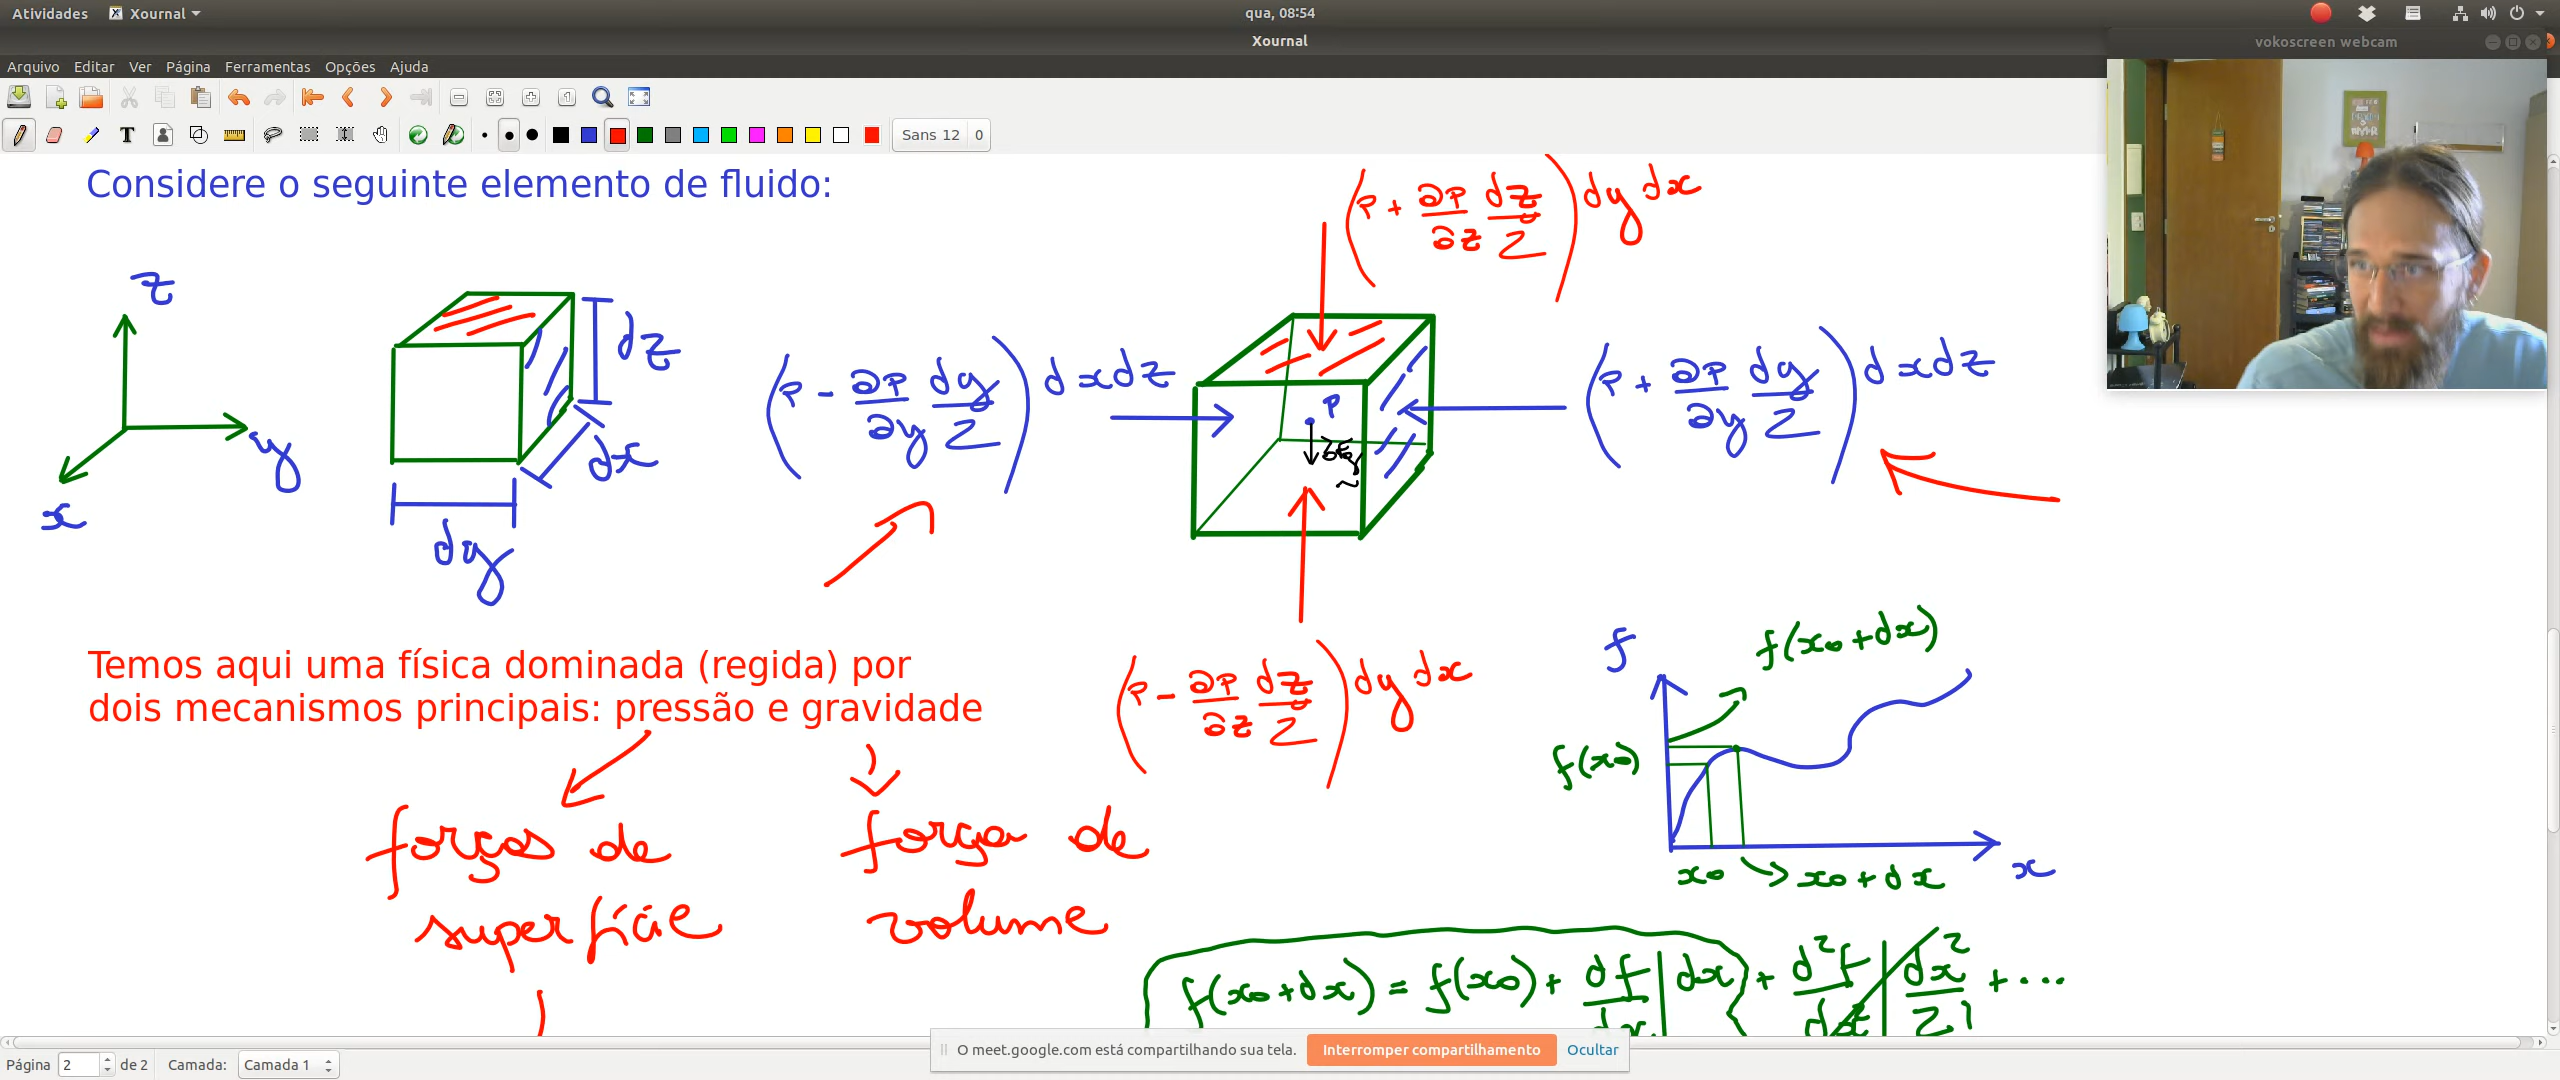 Atividades Xournal qua, 08:54
Xournal
vokoscreen webcam
Arquivo Editar Ver Página Ferramentas Opções Ajuda
Sans 12 0
Considere o seguinte elemento de fluido:
(P + ∂P/∂z dz/2) dy dx
z
y
x
dz
dx
dy
(P - ∂P/∂y dy/2) dxdz
P
(P + ∂P/∂y dy/2) dxdz
(P - ∂P/∂z dz/2) dy dx
Temos aqui uma física dominada (regida) por
dois mecanismos principais: pressão e gravidade
forças de
superfície
força de
volume
f
f(x0+dx)
f(x0)
x0 x0+dx
x
f(x0+dx) = f(x0) + df/dx | dx + d²f/dx² | dx²/2! + ...
O meet.google.com está compartilhando sua tela. Interromper compartilhamento Ocultar
Página 2 de 2 Camada: Camada 1